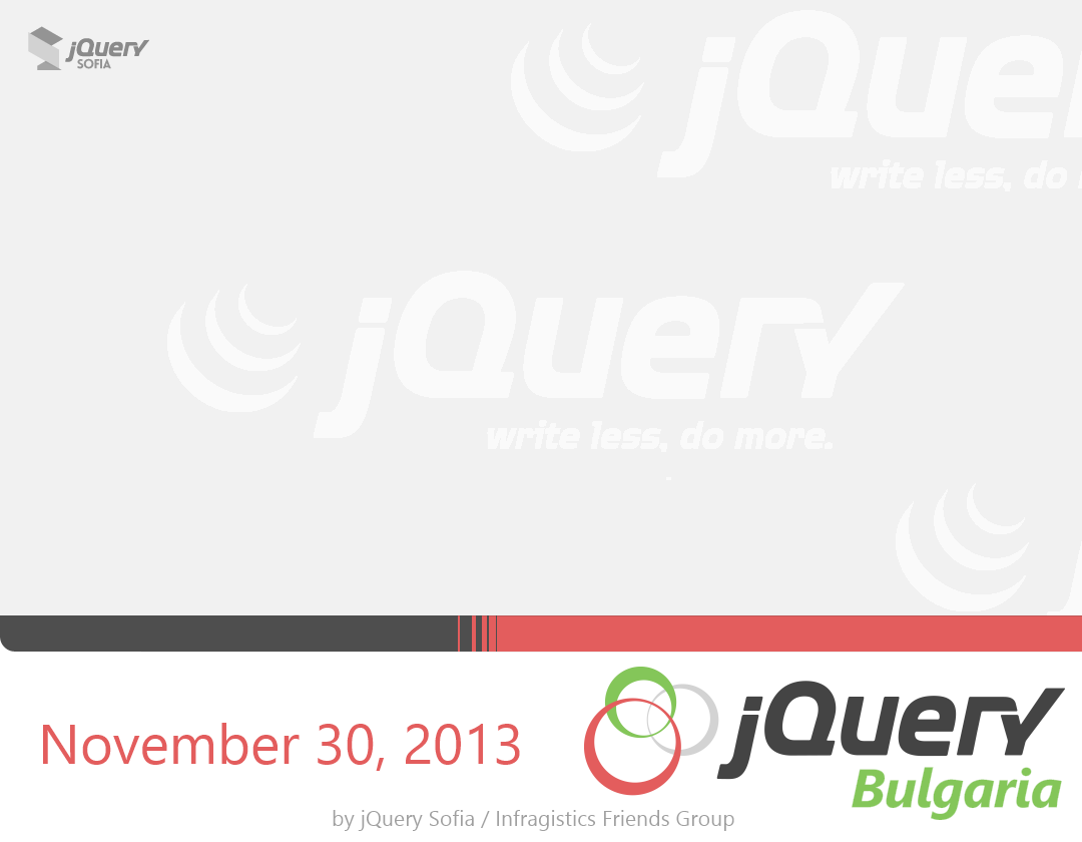 jQuery
SOFIA
jQuery
write less, do
jQuery
write less, do more.
November 30, 2013
jQuery
Bulgaria
by jQuery Sofia / Infragistics Friends Group